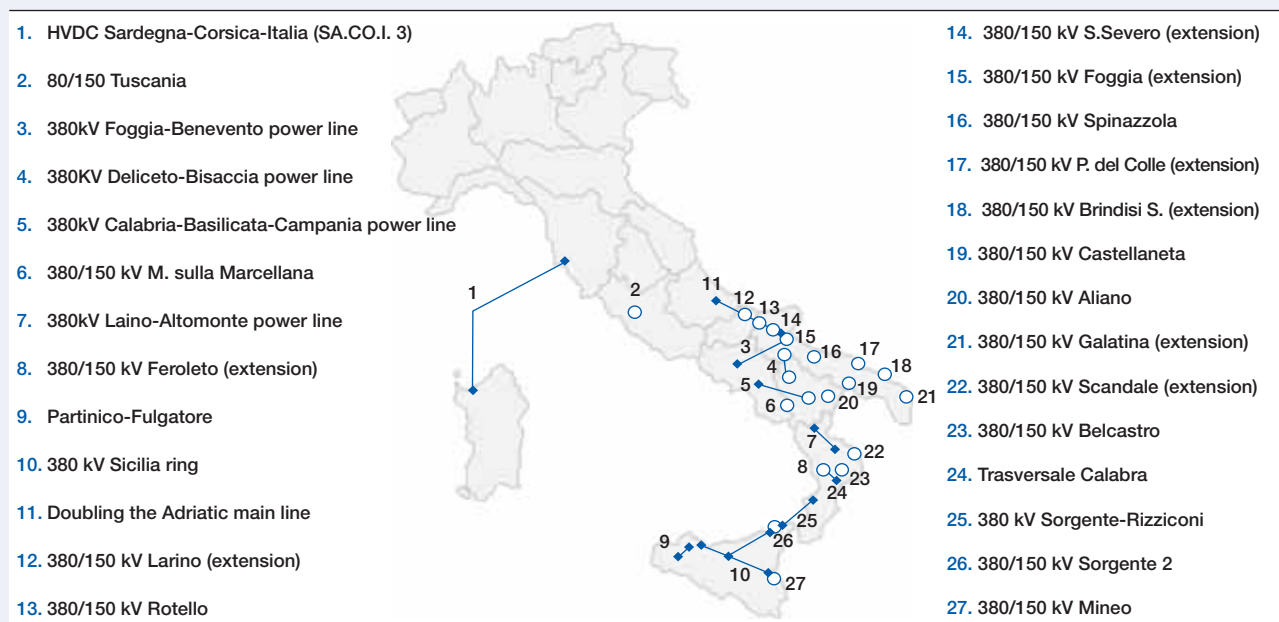 1. HVDC Sardegna-Corsica-Italia (SA.CO.I. 3)
2. 80/150 Tuscania
3. 380kV Foggia-Benevento power line
4. 380KV Deliceto-Bisaccia power line
5. 380kV Calabria-Basilicata-Campania power line
6. 380/150 kV M. sulla Marcellana
7. 380kV Laino-Altomonte power line
8. 380/150 kV Feroleto (extension)
9. Partinico-Fulgatore
10. 380 kV Sicilia ring
11. Doubling the Adriatic main line
12. 380/150 kV Larino (extension)
13. 380/150 kV Rotello
1
2
11
12
13
14
15
3
16
17
4
18
5
19
20
21
6
7
22
8
23
24
25
9
26
10
27
14. 380/150 kV S.Severo (extension)
15. 380/150 kV Foggia (extension)
16. 380/150 kV Spinazzola
17. 380/150 kV P. del Colle (extension)
18. 380/150 kV Brindisi S. (extension)
19. 380/150 kV Castellaneta
20. 380/150 kV Aliano
21. 380/150 kV Galatina (extension)
22. 380/150 kV Scandale (extension)
23. 380/150 kV Belcastro
24. Trasversale Calabra
25. 380 kV Sorgente-Rizziconi
26. 380/150 kV Sorgente 2
27. 380/150 kV Mineo